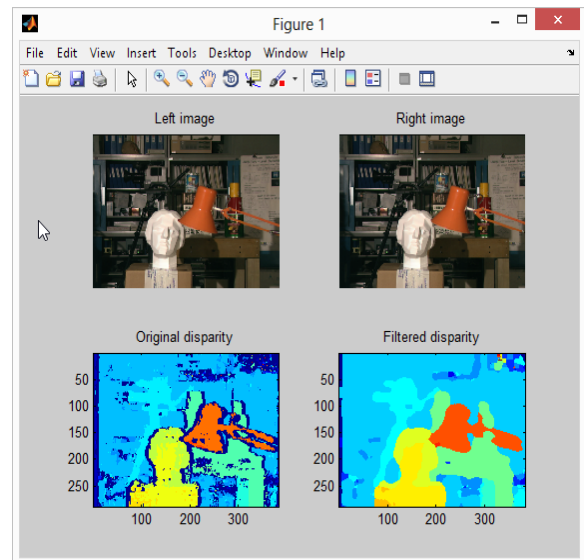 Figure 1
File Edit View Insert Tools Desktop Window Help
Left image
Right image
Original disparity
Filtered disparity
50
100
150
200
250
100 200 300
50
100
150
200
250
100 200 300